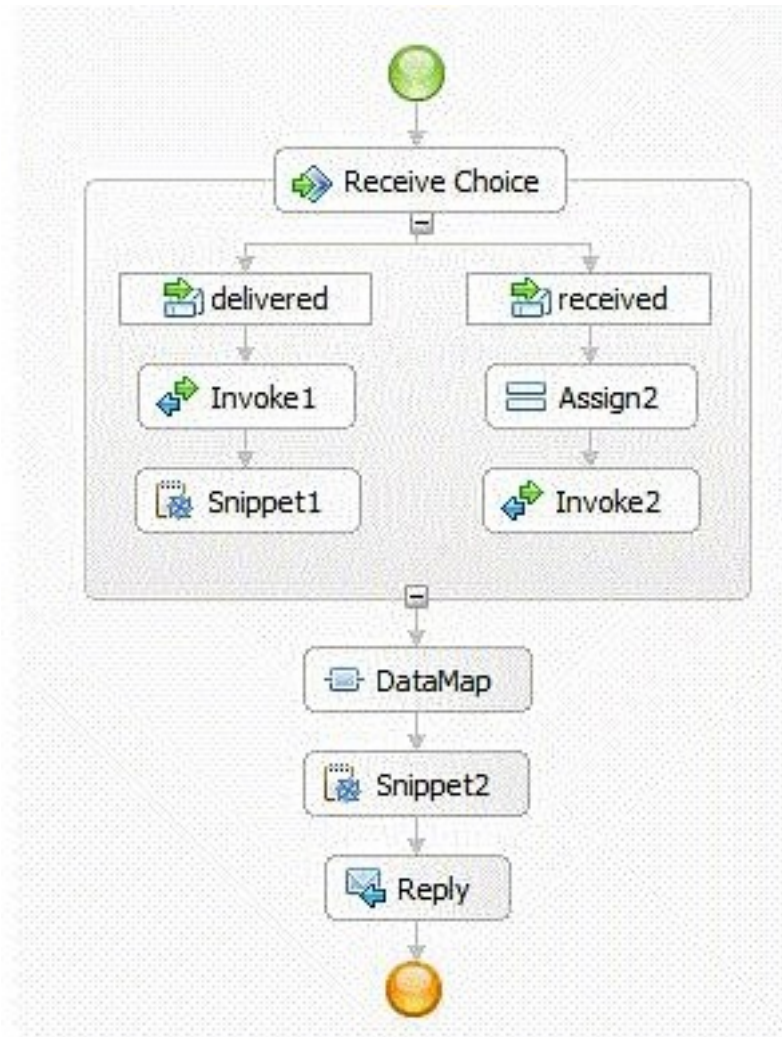 Receive Choice
delivered
received
Invoke1
Assign2
Snippet1
Invoke2
DataMap
Snippet2
Reply